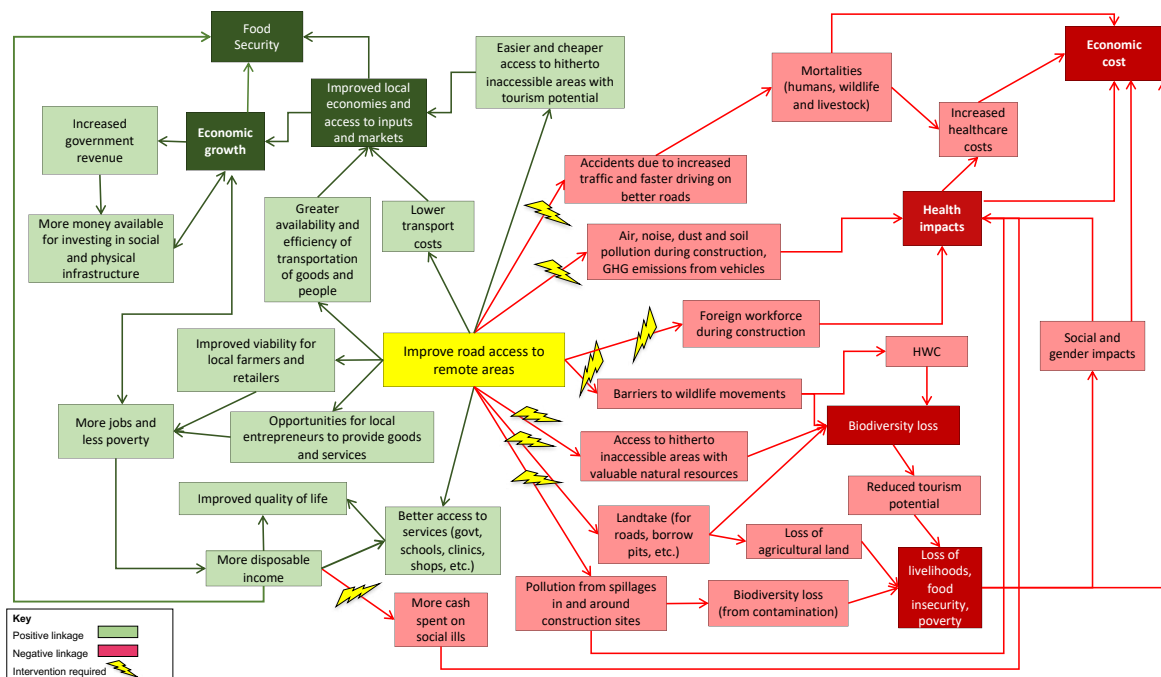 Food
Security
Easier and cheaper
access to hitherto
inaccessible areas with
tourism potential
Improved local
economies and
access to inputs
and markets
Increased
government
revenue
Economic
growth
More money available
for investing in social
and physical
infrastructure
Greater
availability and
efficiency of
transportation
of goods and
people
Lower
transport
costs
Improved viability for
local farmers and
retailers
Improve road access to
remote areas
More jobs and
less poverty
Opportunities for local
entrepreneurs to provide goods
and services
Improved quality of life
Better access to
services (govt,
schools, clinics,
shops, etc.)
More disposable
income
More cash
spent on
social ills
Economic
cost
Mortalities
(humans, wildlife
and livestock)
Increased
healthcare
costs
Accidents due to increased
traffic and faster driving on
better roads
Health
impacts
Air, noise, dust and soil
pollution during construction,
GHG emissions from vehicles
Foreign workforce
during construction
Social and
gender impacts
HWC
Barriers to wildlife movements
Biodiversity loss
Access to hitherto
inaccessible areas with
valuable natural resources
Reduced tourism
potential
Landtake (for
roads, borrow
pits, etc.)
Loss of
agricultural land
Loss of
livelihoods,
food
insecurity,
poverty
Pollution from spillages
in and around
construction sites
Biodiversity loss
(from contamination)
Key
Positive linkage
Negative linkage
Intervention required